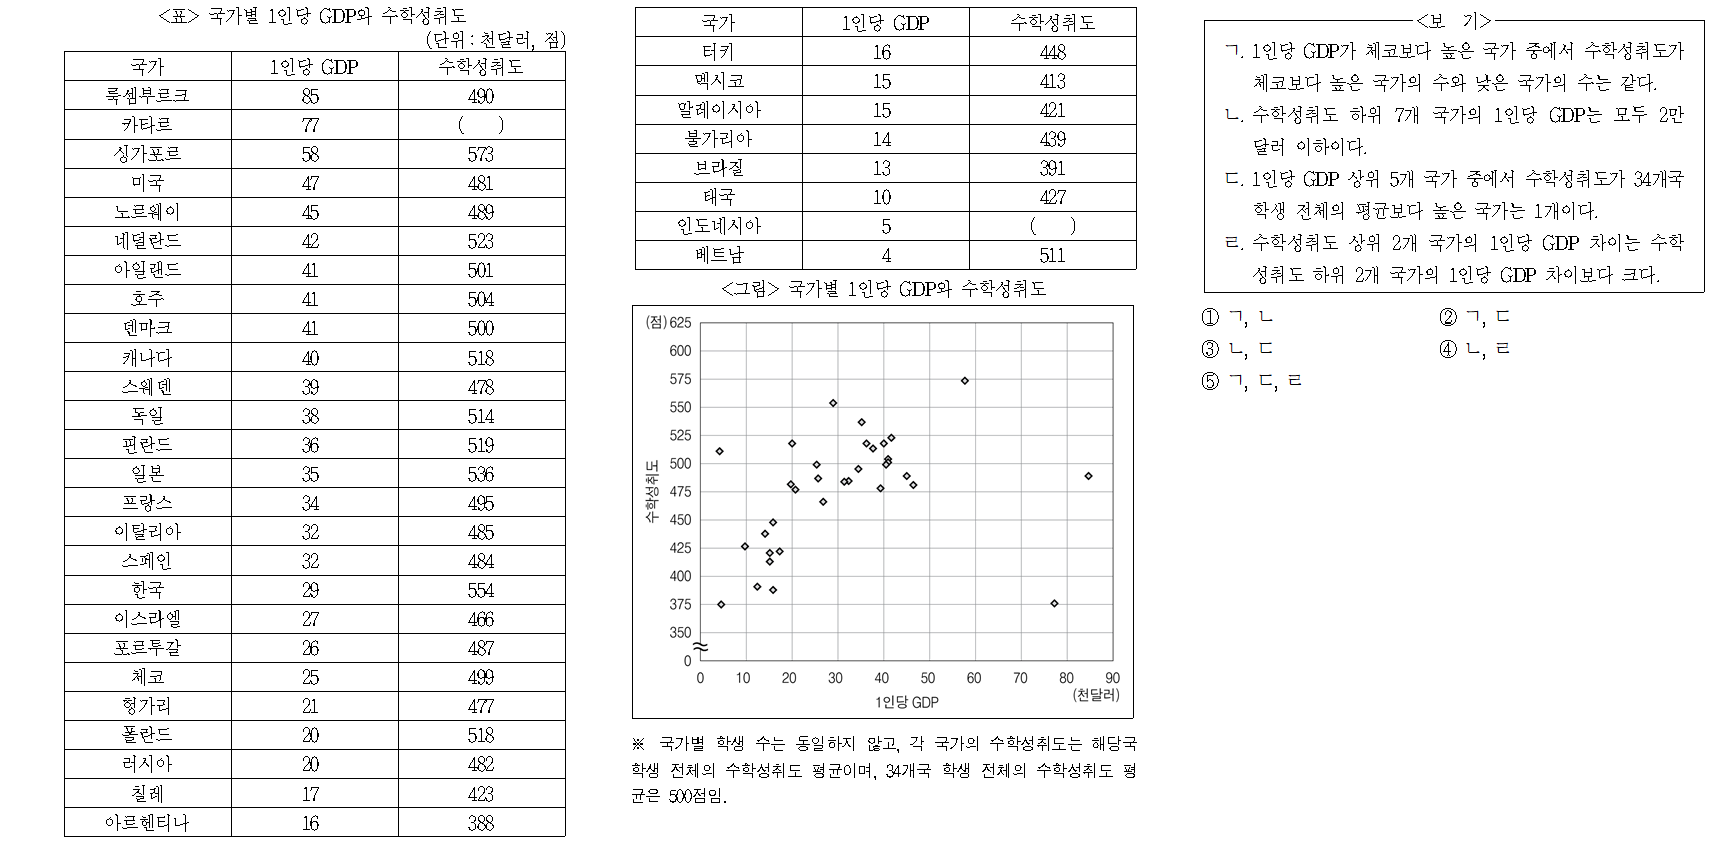 <표> 국가별 1인당 GDP와 수학성취도
(단위 : 천달러, 점)
국가 1인당 GDP 수학성취도
룩셈부르크 85 490
카타르 77 ( )
싱가포르 58 573
미국 47 481
노르웨이 45 489
네덜란드 42 523
아일랜드 41 501
호주 41 504
덴마크 41 500
캐나다 40 518
스웨덴 39 478
독일 38 514
핀란드 36 519
일본 35 536
프랑스 34 495
이탈리아 32 485
스페인 32 484
한국 29 554
이스라엘 27 466
포르투갈 26 487
체코 25 499
헝가리 21 477
폴란드 20 518
러시아 20 482
칠레 17 423
아르헨티나 16 388
국가 1인당 GDP 수학성취도
터키 16 448
멕시코 15 413
말레이시아 15 421
불가리아 14 439
브라질 13 391
태국 10 427
인도네시아 5 ( )
베트남 4 511
<그림> 국가별 1인당 GDP와 수학성취도
(점) 625
600
575
550
525
500
475
450
425
400
375
350
0
수학성취도
0 10 20 30 40 50 60 70 80 90
(천달러)
1인당 GDP
※ 국가별 학생 수는 동일하지 않고, 각 국가의 수학성취도는 해당국
학생 전체의 수학성취도 평균이며, 34개국 학생 전체의 수학성취도 평
균은 500점임.
<보 기>
ㄱ. 1인당 GDP가 체코보다 높은 국가 중에서 수학성취도가
체코보다 높은 국가의 수와 낮은 국가의 수는 같다.
ㄴ. 수학성취도 하위 7개 국가의 1인당 GDP는 모두 2만
달러 이하이다.
ㄷ. 1인당 GDP 상위 5개 국가 중에서 수학성취도가 34개국
학생 전체의 평균보다 높은 국가는 1개이다.
ㄹ. 수학성취도 상위 2개 국가의 1인당 GDP 차이는 수학
성취도 하위 2개 국가의 1인당 GDP 차이보다 크다.
① ㄱ, ㄴ ② ㄱ, ㄷ
③ ㄴ, ㄷ ④ ㄴ, ㄹ
⑤ ㄱ, ㄷ, ㄹ